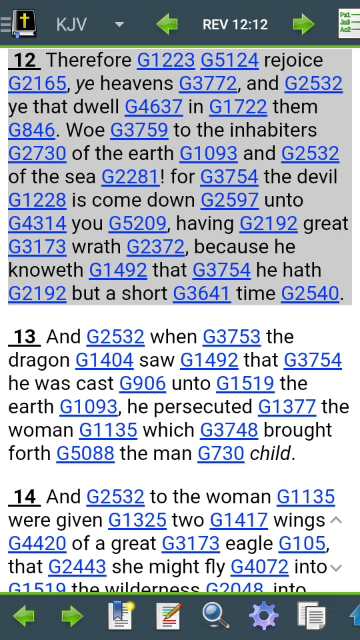 KJV REV 12:12
12 Therefore G1223 G5124 rejoice
G2165, ye heavens G3772, and G2532
ye that dwell G4637 in G1722 them
G846. Woe G3759 to the inhabiters
G2730 of the earth G1093 and G2532
of the sea G2281! for G3754 the devil
G1228 is come down G2597 unto
G4314 you G5209, having G2192 great
G3173 wrath G2372, because he
knoweth G1492 that G3754 he hath
G2192 but a short G3641 time G2540.
13 And G2532 when G3753 the
dragon G1404 saw G1492 that G3754
he was cast G906 unto G1519 the
earth G1093, he persecuted G1377 the
woman G1135 which G3748 brought
forth G5088 the man G730 child.
14 And G2532 to the woman G1135
were given G1325 two G1417 wings
G4420 of a great G3173 eagle G105,
that G2443 she might fly G4072 into
G1519 the wilderness G2048, into